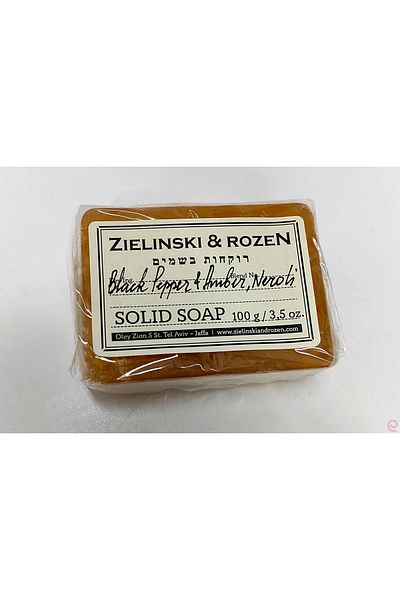 ZIELINSKI & ROZEN
רוקחות בשמים
Black Pepper & Amber, Neroli
SOLID SOAP 100 g / 3,5 oz.
Oley Zion 5 St. Tel Aviv - Jaffa | www.zielinskiandrozen.com